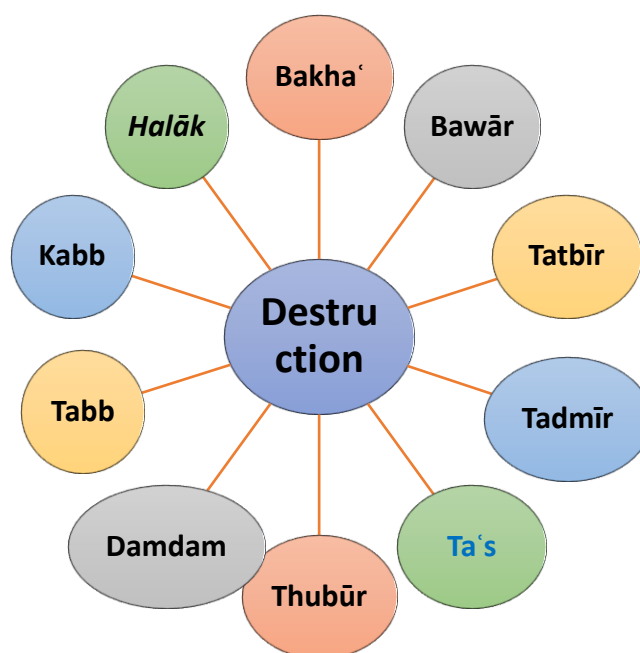 Bakhaʿ
Bawār
Tatbīr
Tadmīr
Taʿs
Thubūr
Damdam
Tabb
Kabb
Halāk
Destru
ction